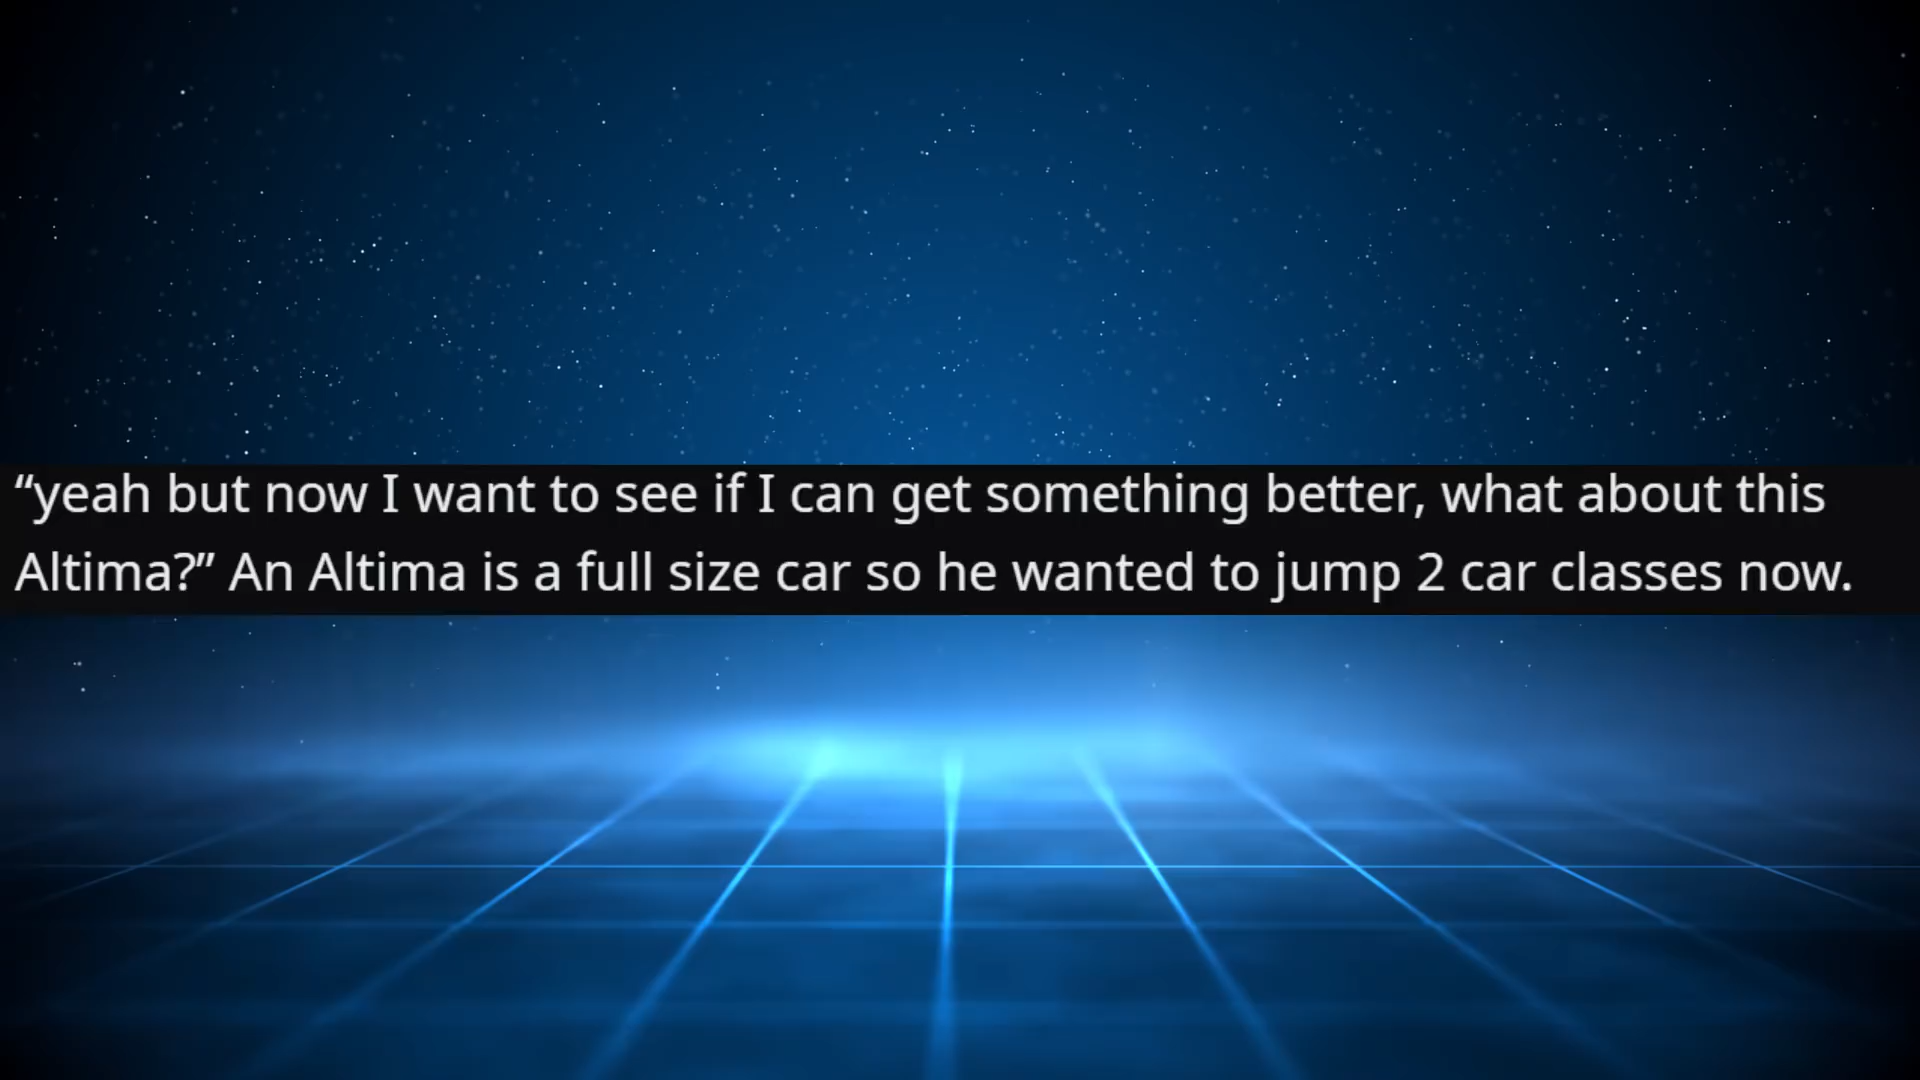 “yeah but now I want to see if I can get something better, what about this
Altima?” An Altima is a full size car so he wanted to jump 2 car classes now.